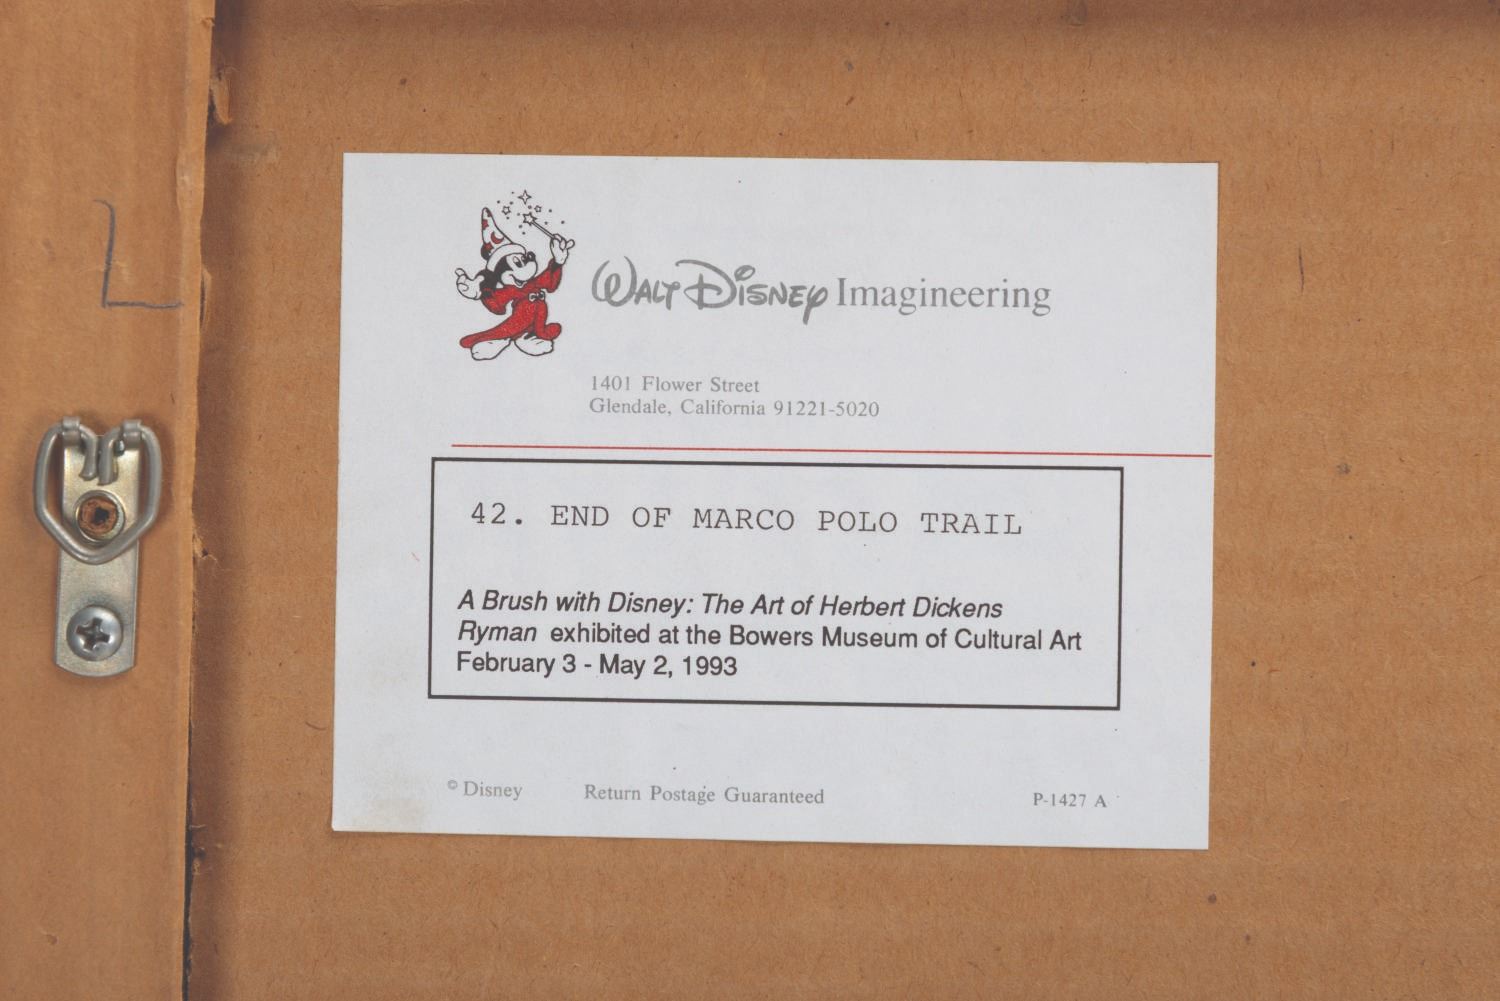 L
Walt Disney Imagineering
1401 Flower Street
Glendale, California 91221-5020
42. END OF MARCO POLO TRAIL
A Brush with Disney: The Art of Herbert Dickens
Ryman exhibited at the Bowers Museum of Cultural Art
February 3 - May 2, 1993
© Disney Return Postage Guaranteed P-1427 A